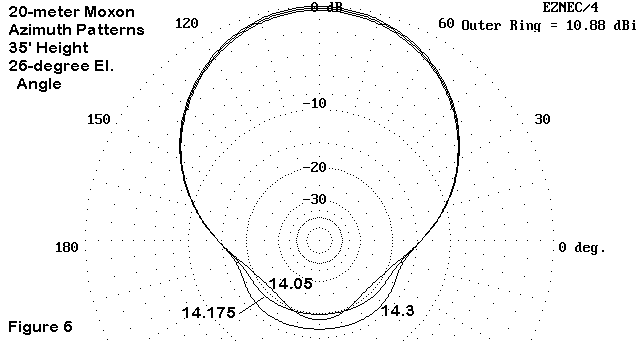 20-meter Moxon
Azimuth Patterns
35' Height
26-degree El.
Angle
120
0 dB
60
EZNEC/4
Outer Ring = 10.88 dBi
150
-10
30
-20
-30
180
0 deg.
14.05
14.175
14.3
Figure 6